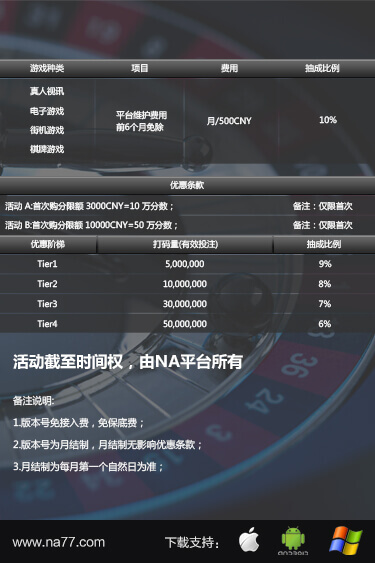 游戏种类 项目 费用 抽成比例
真人视讯
电子游戏
街机游戏
棋牌游戏
平台维护费用
前6个月免除
月/500CNY
10%
优惠条款
活动 A:首次购分限额 3000CNY=10 万分数； 备注：仅限首次
活动 B:首次购分限额 10000CNY=50 万分数； 备注：仅限首次
优惠阶梯 打码量(有效投注) 抽成比例
Tier1 5,000,000 9%
Tier2 10,000,000 8%
Tier3 30,000,000 7%
Tier4 50,000,000 6%
活动截至时间权，由NA平台所有
备注说明:
1.版本号免接入费，免保底费；
2.版本号为月结制，月结制无影响优惠条款；
3.月结制为每月第一个自然日为准；
www.na77.com 下载支持：
ANDROID